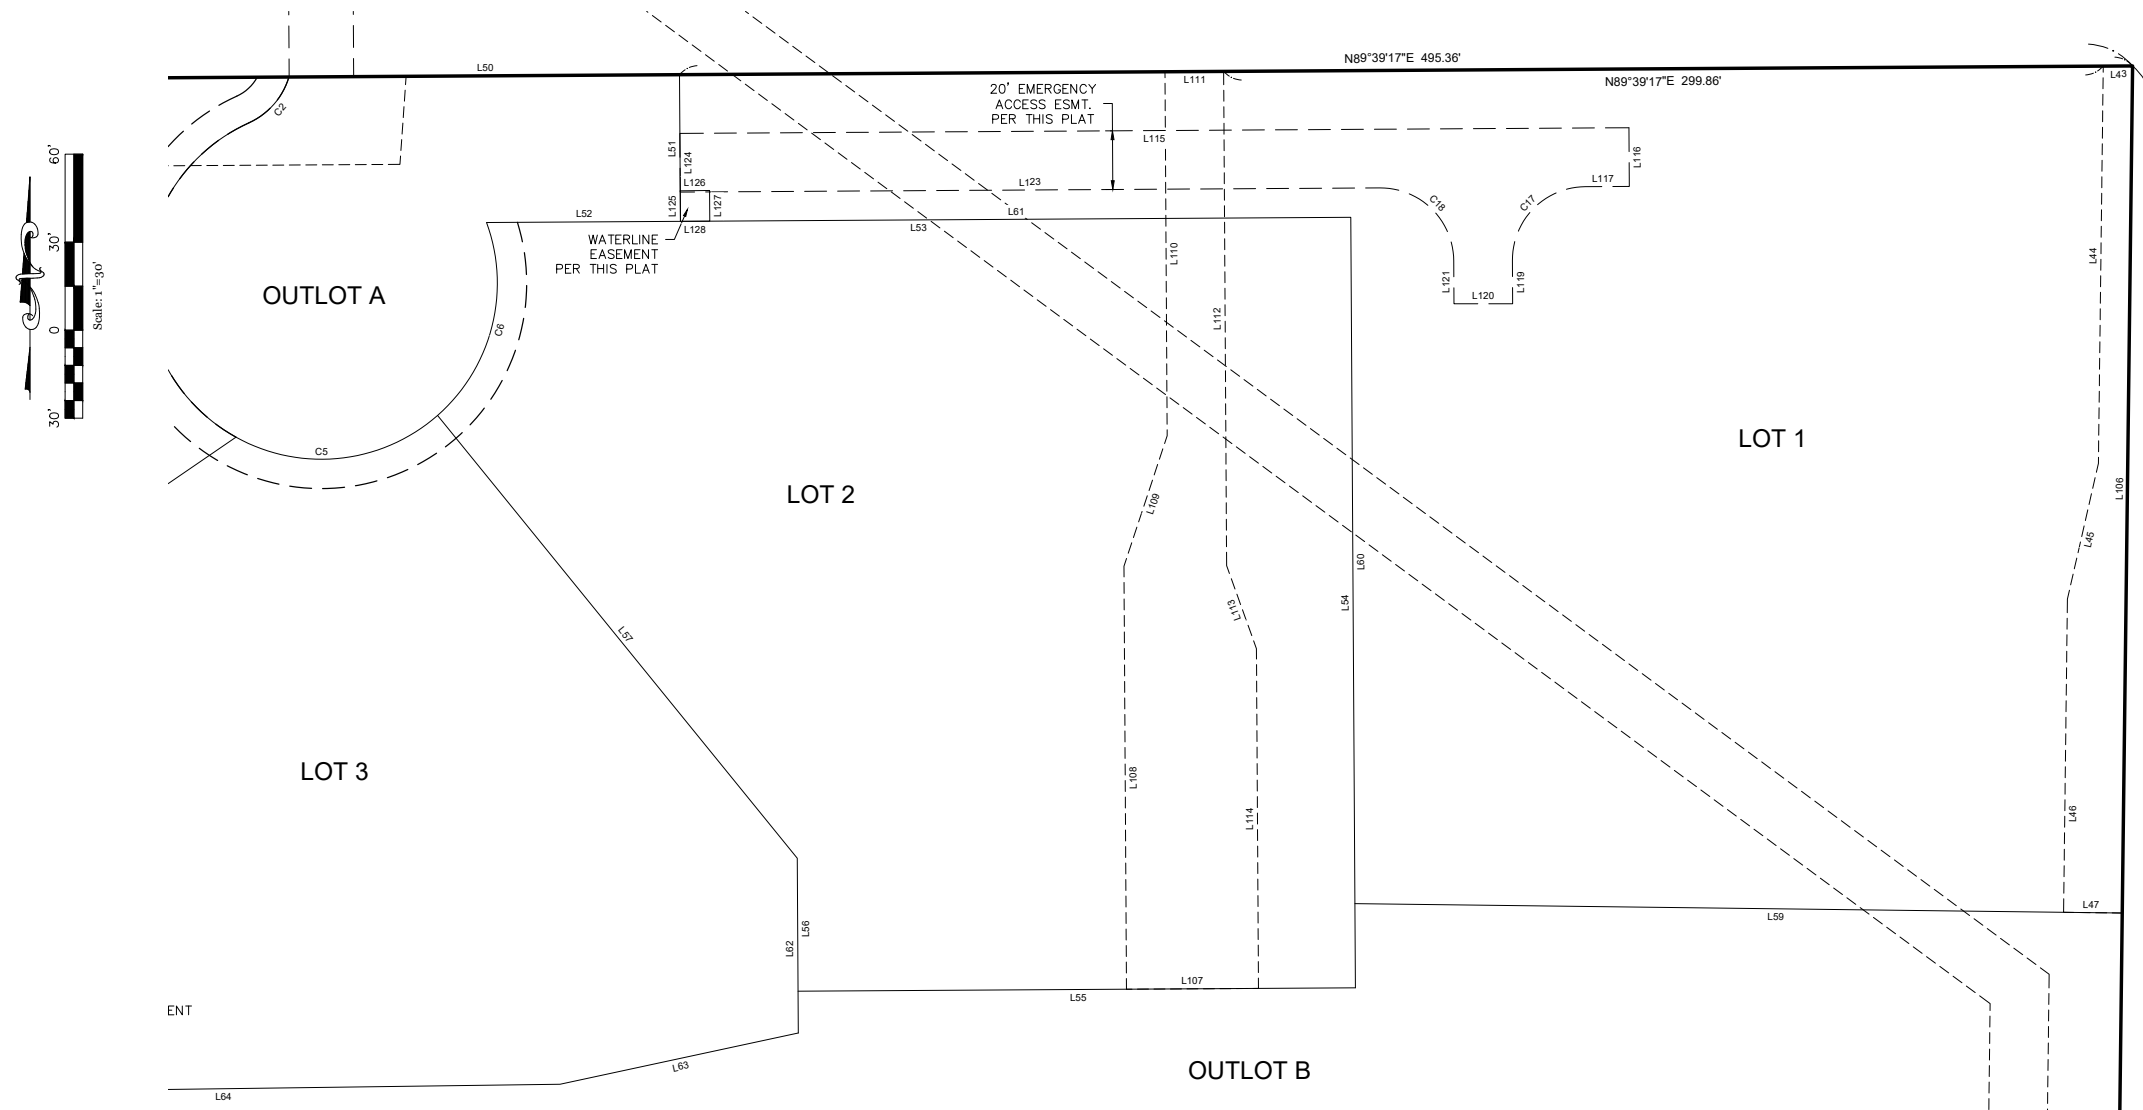 N89°39'17"E 495.36'
L50
L111
N89°39'17"E 299.86'
L43
C2
20' EMERGENCY
ACCESS ESMT.
PER THIS PLAT
L115
L51
L124
L116
60'
L126
L123
L117
L125
L127
C18
C17
L52
L61
L128
L53
WATERLINE
EASEMENT
PER THIS PLAT
30'
L110
L44
Scale: 1"=30'
OUTLOT A
L121
L119
L120
0
C6
L112
30'
C5
LOT 1
LOT 2
L109
L106
L45
L60
L54
L113
L57
LOT 3
L108
L114
L46
L47
L59
L56
L62
L107
L55
ENT
L63
OUTLOT B
L64